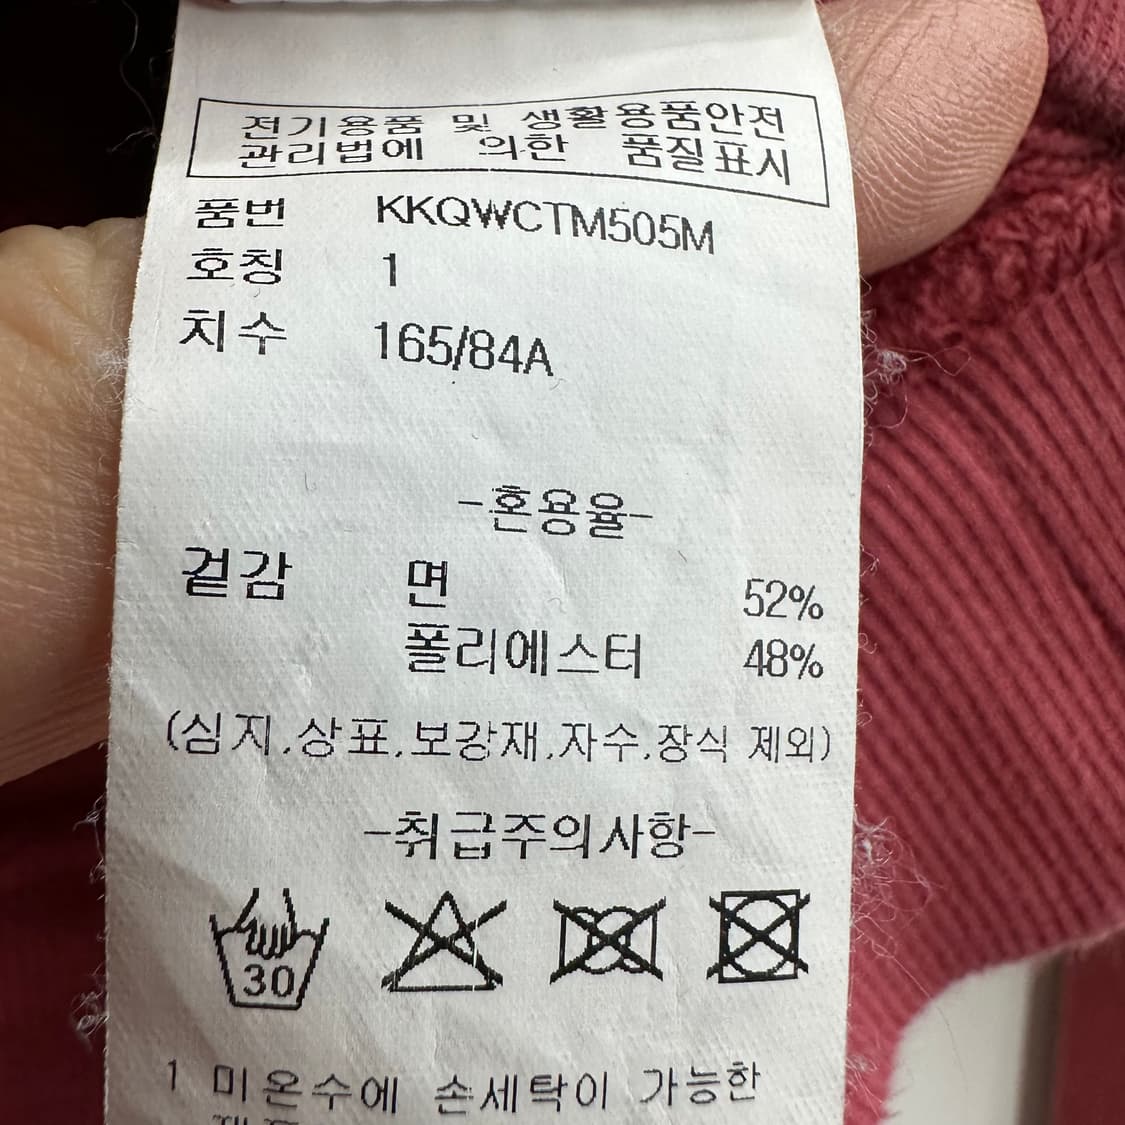 전기용품 및 생활용품안전
관리법에 의한 품질표시
품번 KKQWCTM505M
호칭 1
치수 165/84A
-혼용율-
겉감 면 52%
폴리에스터 48%
(심지,상표,보강재,자수,장식 제외)
-취급주의사항-
30
1 미온수에 손세탁이 가능한